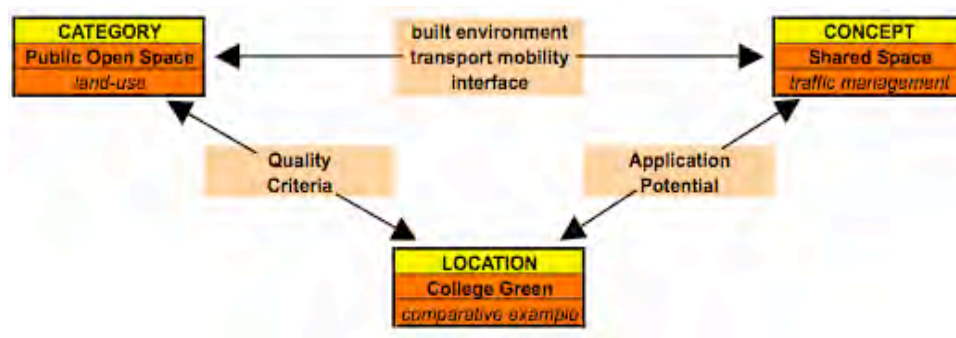 CATEGORY
Public Open Space
land-use
built environment
transport mobility
interface
CONCEPT
Shared Space
traffic management
Quality
Criteria
Application
Potential
LOCATION
College Green
comparative example